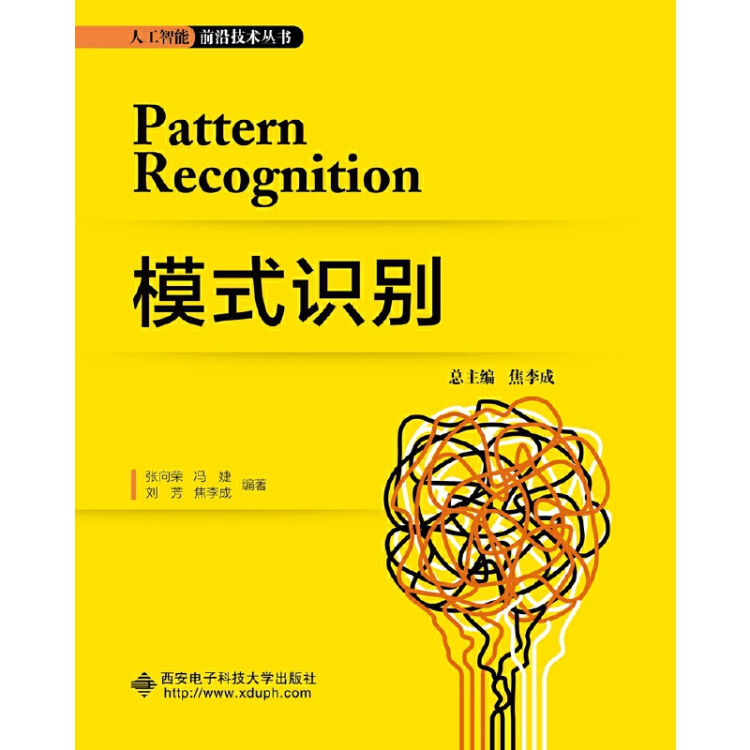 人工智能 前沿技术丛书
Pattern
Recognition
模式识别
总主编 焦李成
张向荣 冯 婕
刘 芳 焦李成 编著
西安电子科技大学出版社
http://www.xduph.com